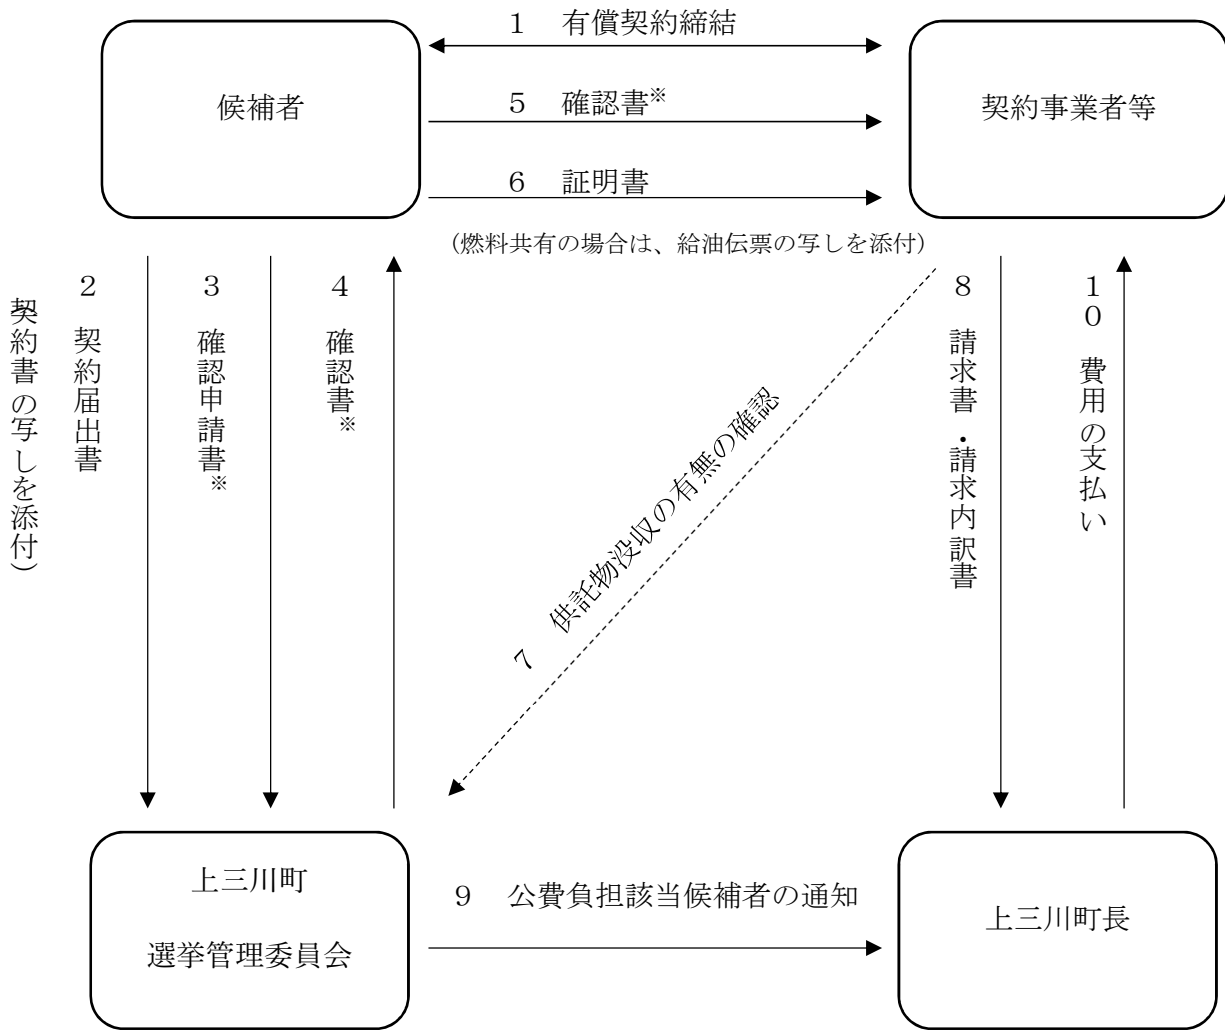 １　有償契約締結
候補者
契約事業者等
５　確認書※
６　証明書
（燃料共有の場合は、給油伝票の写しを添付）
契約書の写しを添付）
２　契約届出書
３　確認申請書※
４　確認書※
７　供託物没収の有無の確認
８　請求書・請求内訳書
１０　費用の支払い
上三川町
選挙管理委員会
９　公費負担該当候補者の通知
上三川町長